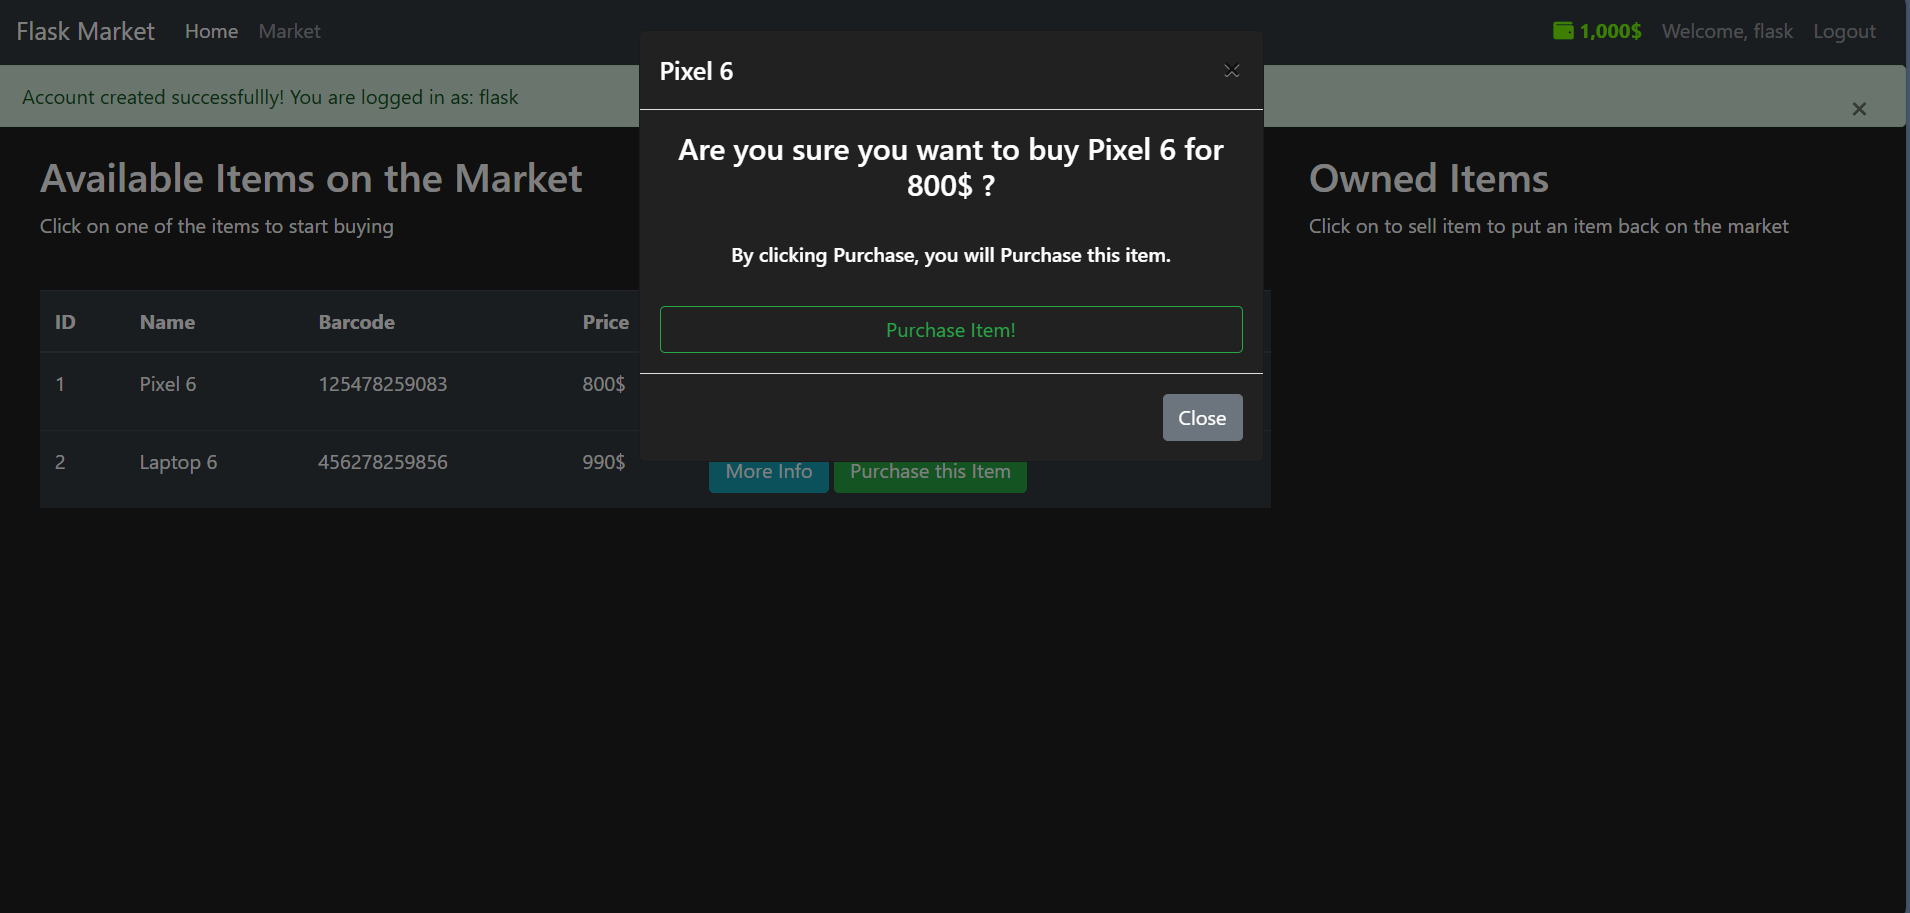 Flask Market Home Market 1,000$ Welcome, flask Logout
Account created successfullly! You are logged in as: flask ×
Pixel 6 ×
Are you sure you want to buy Pixel 6 for
800$ ?
By clicking Purchase, you will Purchase this item.
Purchase Item!
Close
Available Items on the Market
Click on one of the items to start buying
ID Name Barcode Price
1 Pixel 6 125478259083 800$
2 Laptop 6 456278259856 990$ More Info Purchase this Item
Owned Items
Click on to sell item to put an item back on the market